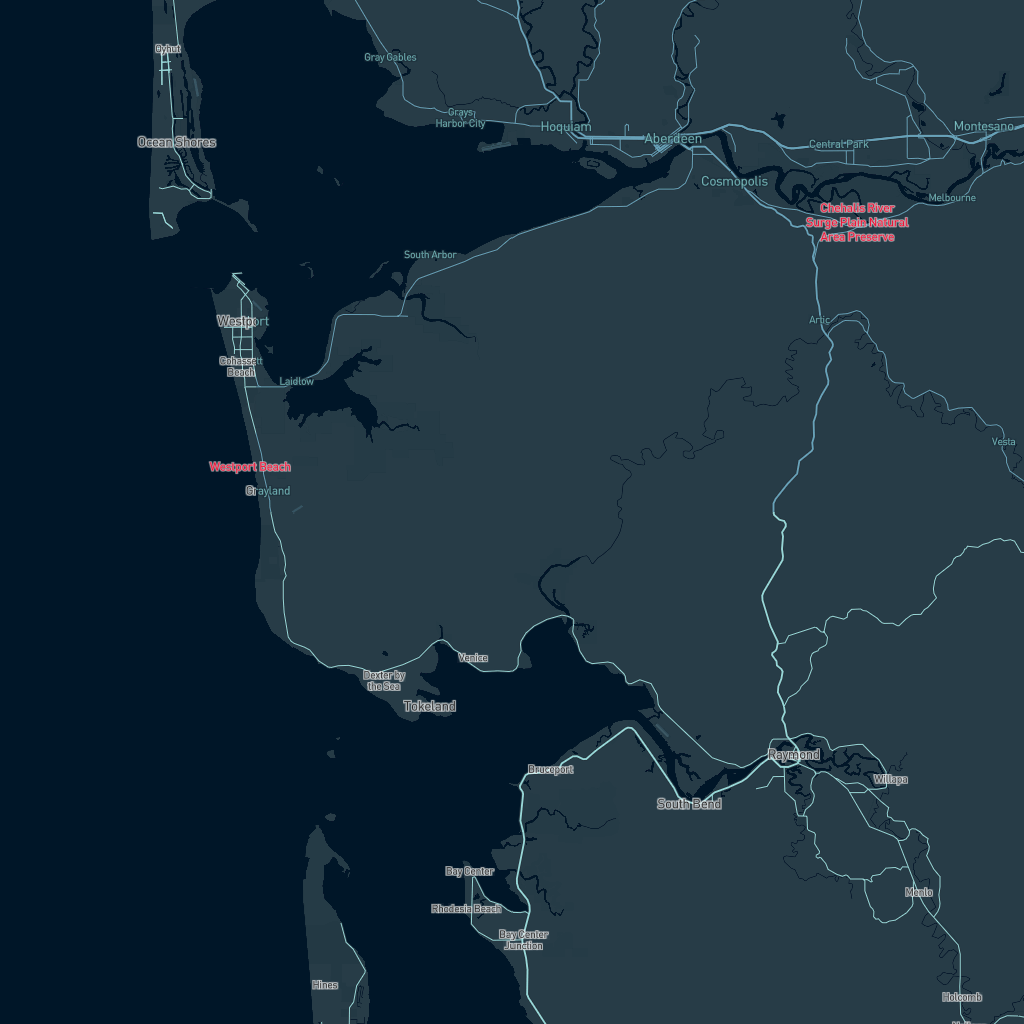 Oyhut
Gray Gables
Grays
Harbor City
Hoquiam
Aberdeen
Montesano
Ocean Shores
Central Park
Cosmopolis
Melbourne
Chehalis River
Surge Plain Natural
Area Preserve
South Arbor
Artic
Westport
Cohassett
Beach
Laidlow
Vesta
Westport Beach
Grayland
Venice
Dexter by
the Sea
Tokeland
Raymond
Bruceport
Willapa
South Bend
Bay Center
Menlo
Rhodesia Beach
Bay Center
Junction
Hines
Holcomb